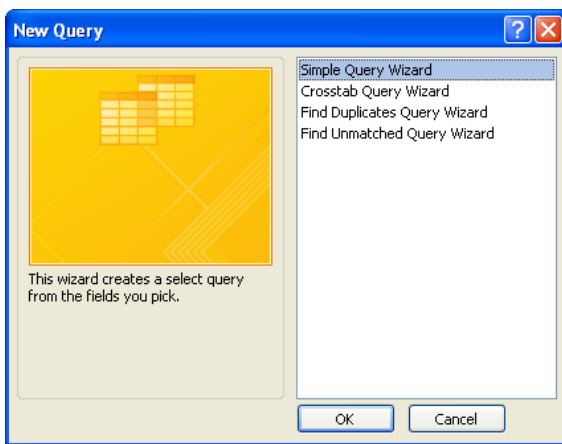 New Query
?
X
Simple Query Wizard
Crosstab Query Wizard
Find Duplicates Query Wizard
Find Unmatched Query Wizard
This wizard creates a select query
from the fields you pick.
OK
Cancel